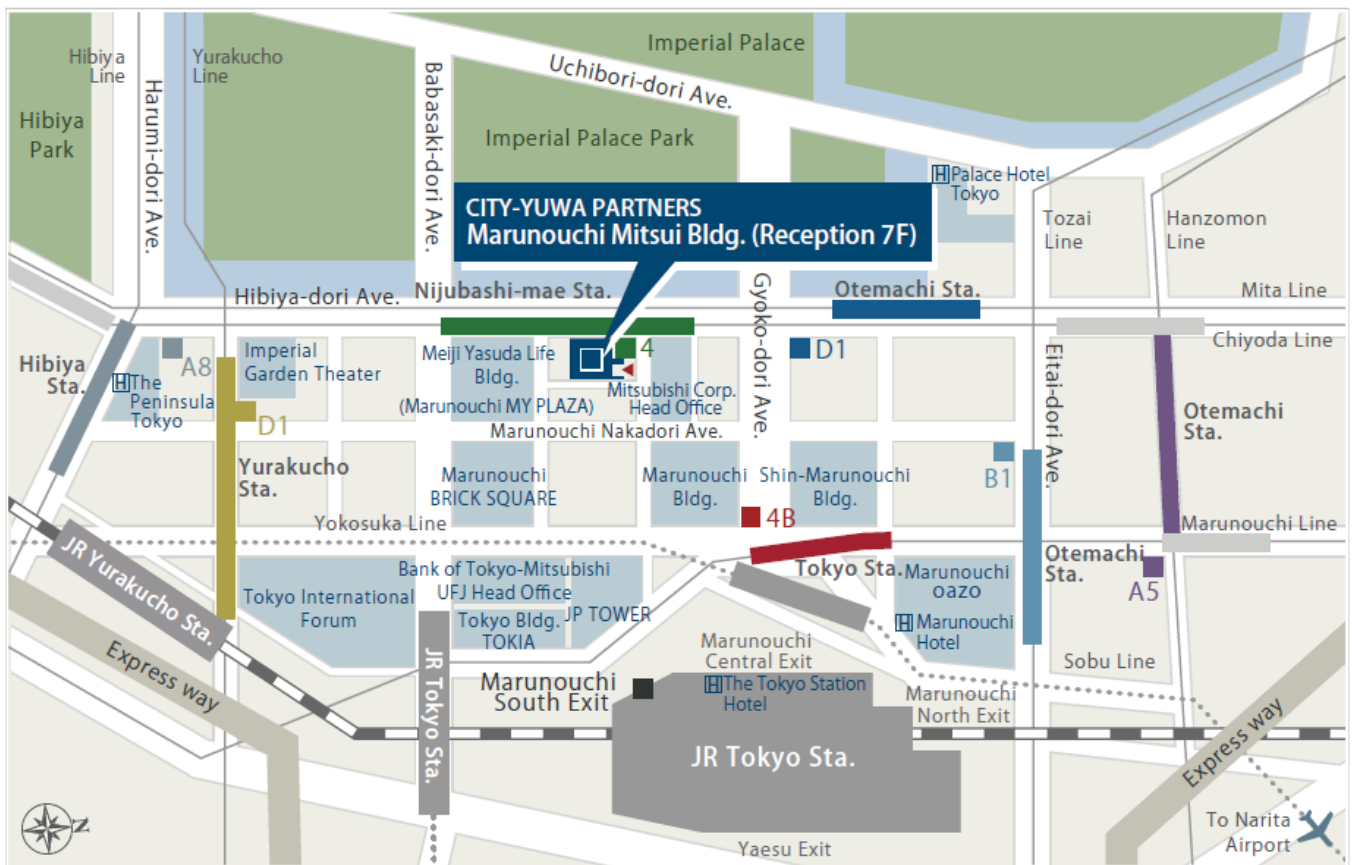 Imperial Palace
Hibiya
Line
Yurakucho
Line
Uchibori-dori Ave.
Harumi-dori Ave.
Babasaki-dori Ave.
Hibiya
Park
Imperial Palace Park
H Palace Hotel
Tokyo
CITY-YUWA PARTNERS
Marunouchi Mitsui Bldg. (Reception 7F)
Tozai
Line
Hanzomon
Line
Hibiya-dori Ave.
Nijubashi-mae Sta.
Gyoko-dori Ave.
Otemachi Sta.
Mita Line
Chiyoda Line
Hibiya
Sta.
A8
Imperial
Garden Theater
Meiji Yasuda Life
Bldg.
(Marunouchi MY PLAZA)
4
D1
Eitai-dori Ave.
H The
Peninsula
Tokyo
Mitsubishi Corp.
Head Office
D1
Marunouchi Nakadori Ave.
Otemachi
Sta.
Yurakucho
Sta.
Marunouchi
BRICK SQUARE
Marunouchi
Bldg.
Shin-Marunouchi
Bldg.
B1
4B
Yokosuka Line
Marunouchi Line
JR Yurakucho Sta.
Bank of Tokyo-Mitsubishi
UFJ Head Office
Tokyo Sta.
Marunouchi
oazo
Otemachi
Sta.
A5
Tokyo International
Forum
Tokyo Bldg.
TOKIA
JP TOWER
H Marunouchi
Hotel
Express way
JR Tokyo Sta.
Marunouchi
Central Exit
Sobu Line
Marunouchi
South Exit
H The Tokyo Station
Hotel
Marunouchi
North Exit
JR Tokyo Sta.
Express way
N
Yaesu Exit
To Narita
Airport